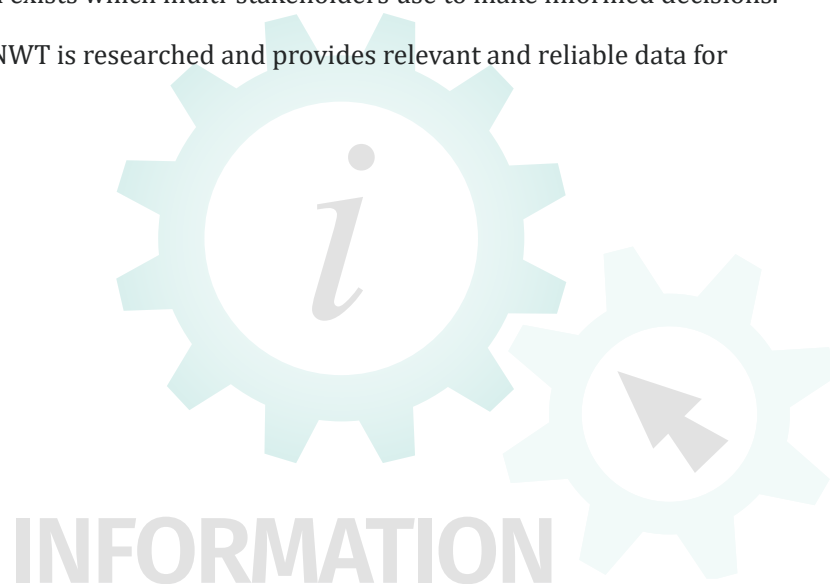 exists which multi-stakeholders use to make informed decisions.
NWT is researched and provides relevant and reliable data for
i
INFORMATION